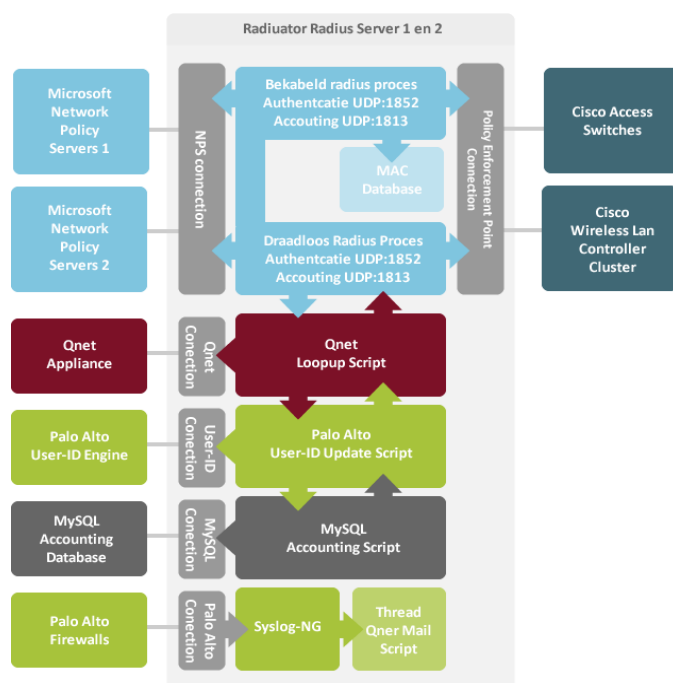 Radiuator Radius Server 1 en 2
Microsoft
Network
Policy
Servers 1
NPS connection
Bekabeld radius proces
Authentcatie UDP:1852
Accouting UDP:1813
Policy Enforcement Point
Connection
Cisco Access
Switches
MAC
Database
Microsoft
Network
Policy
Servers 2
Draadloos Radius Proces
Authentcatie UDP:1852
Accouting UDP:1813
Cisco
Wireless Lan
Controller
Cluster
Qnet
Appliance
Qnet
Conection
Qnet
Loopup Script
Palo Alto
User-ID Engine
User-ID
Conection
Palo Alto
User-ID Update Script
MySQL
Accounting
Database
MySQL
Conection
MySQL
Accounting Script
Palo Alto
Firewalls
Palo Alto
Conection
Syslog-NG
Thread
Qner Mail
Script